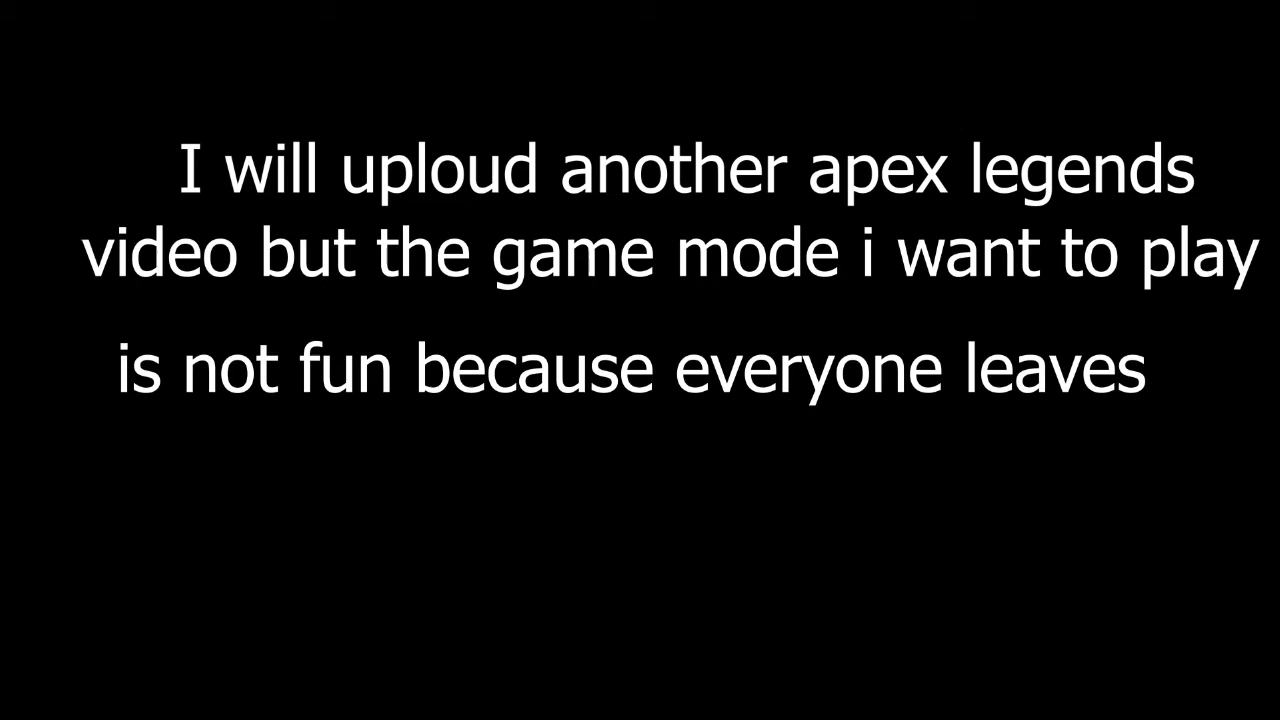 I will uploud another apex legends
video but the game mode i want to play
is not fun because everyone leaves